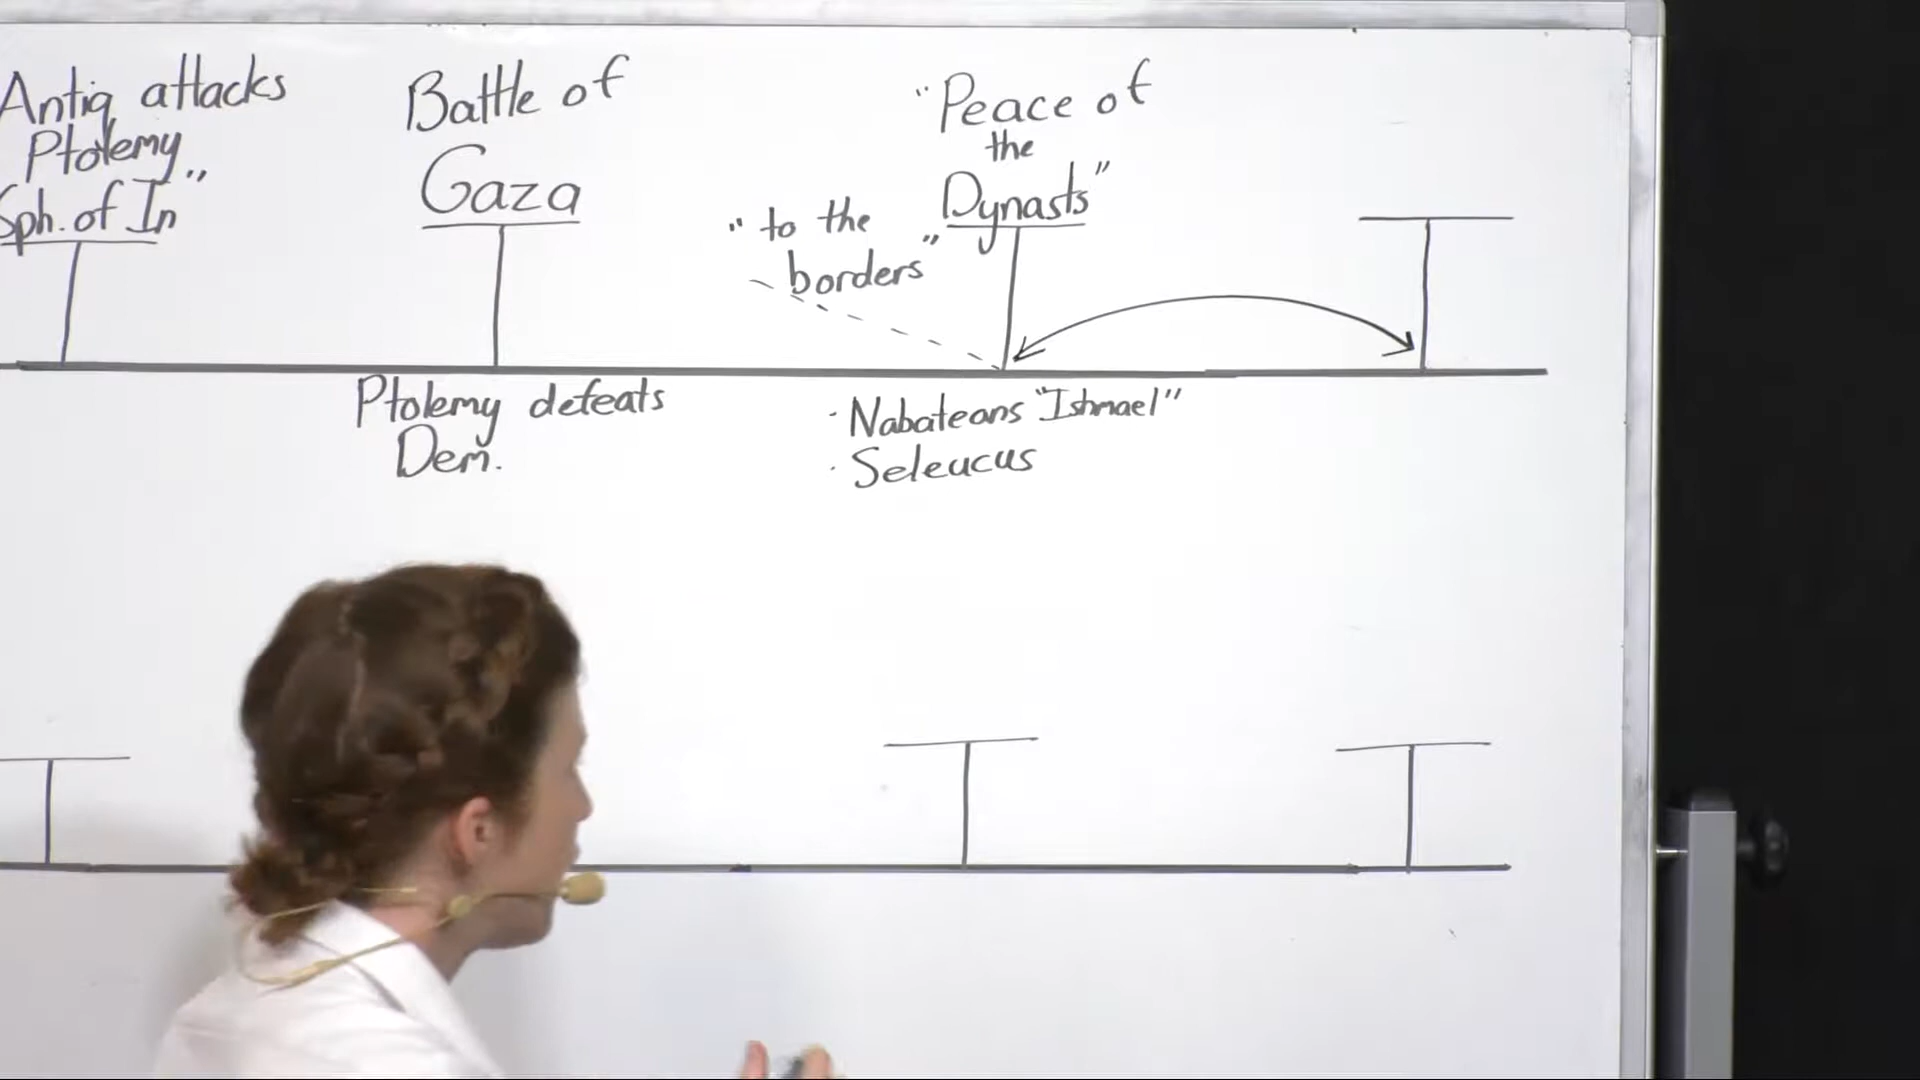 Antig attacks
Ptolemy
Sph. of In"
Battle of
Gaza
"to the
borders"
"Peace of
the
Dynasts"
Ptolemy defeats
Dem.
· Nabateans "Ishmael"
· Seleucus